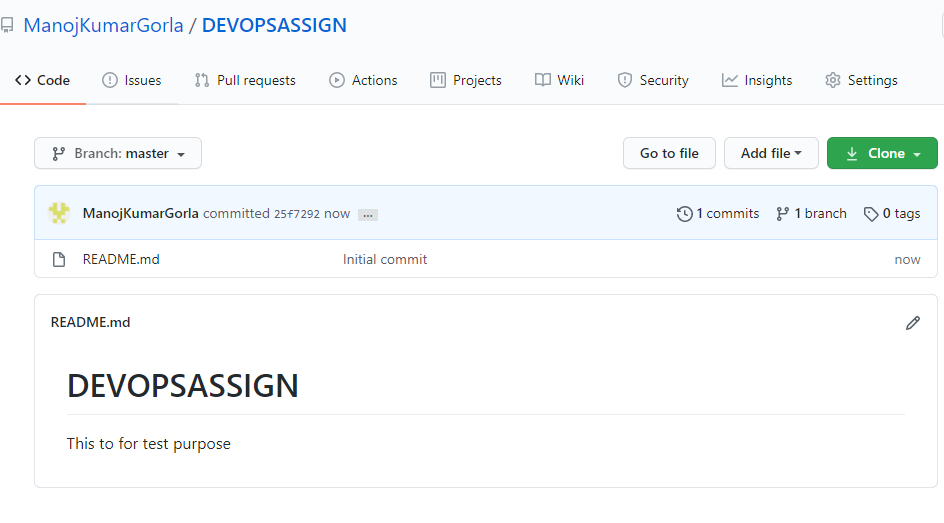 ManojKumarGorla / DEVOPSASSIGN
Code Issues Pull requests Actions Projects Wiki Security Insights Settings
Branch: master Go to file Add file Clone
ManojKumarGorla committed 25f7292 now ... 1 commits 1 branch 0 tags
README.md Initial commit now
README.md
DEVOPSASSIGN
This to for test purpose